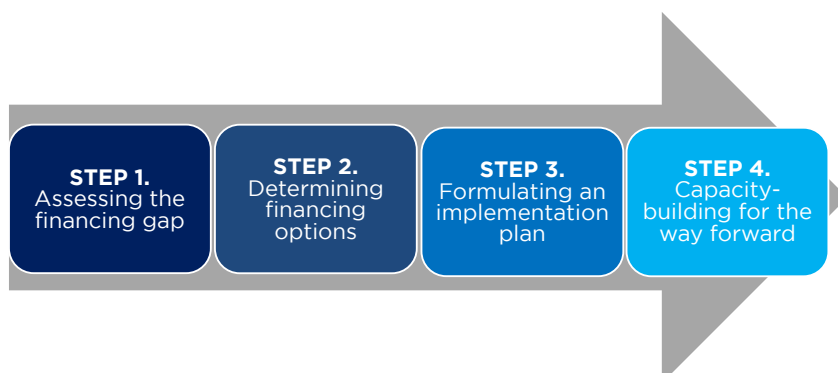 STEP 1.
Assessing the
financing gap
STEP 2.
Determining
financing
options
STEP 3.
Formulating an
implementation
plan
STEP 4.
Capacity-
building for the
way forward